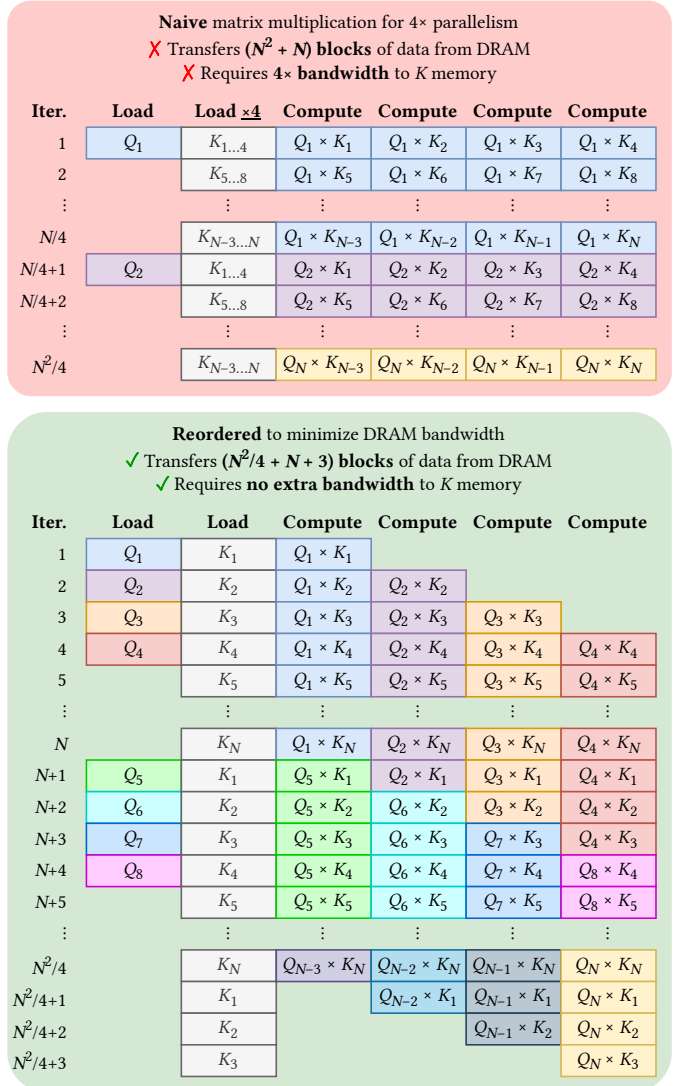 Naive matrix multiplication for 4× parallelism
✗ Transfers (N² + N) blocks of data from DRAM
✗ Requires 4× bandwidth to K memory
Iter. Load Load ×4 Compute Compute Compute Compute
1 Q₁ K₁…₄ Q₁ × K₁ Q₁ × K₂ Q₁ × K₃ Q₁ × K₄
2 K₅…₈ Q₁ × K₅ Q₁ × K₆ Q₁ × K₇ Q₁ × K₈
⋮ ⋮ ⋮ ⋮ ⋮ ⋮
N/4 K_{N–3…N} Q₁ × K_{N–3} Q₁ × K_{N–2} Q₁ × K_{N–1} Q₁ × K_N
N/4+1 Q₂ K₁…₄ Q₂ × K₁ Q₂ × K₂ Q₂ × K₃ Q₂ × K₄
N/4+2 K₅…₈ Q₂ × K₅ Q₂ × K₆ Q₂ × K₇ Q₂ × K₈
⋮ ⋮ ⋮ ⋮ ⋮ ⋮
N²/4 K_{N–3…N} Q_N × K_{N–3} Q_N × K_{N–2} Q_N × K_{N–1} Q_N × K_N
Reordered to minimize DRAM bandwidth
✓ Transfers (N²/4 + N + 3) blocks of data from DRAM
✓ Requires no extra bandwidth to K memory
Iter. Load Load Compute Compute Compute Compute
1 Q₁ K₁ Q₁ × K₁
2 Q₂ K₂ Q₁ × K₂ Q₂ × K₂
3 Q₃ K₃ Q₁ × K₃ Q₂ × K₃ Q₃ × K₃
4 Q₄ K₄ Q₁ × K₄ Q₂ × K₄ Q₃ × K₄ Q₄ × K₄
5 K₅ Q₁ × K₅ Q₂ × K₅ Q₃ × K₅ Q₄ × K₅
⋮ ⋮ ⋮ ⋮ ⋮ ⋮
N K_N Q₁ × K_N Q₂ × K_N Q₃ × K_N Q₄ × K_N
N+1 Q₅ K₁ Q₅ × K₁ Q₂ × K₁ Q₃ × K₁ Q₄ × K₁
N+2 Q₆ K₂ Q₅ × K₂ Q₆ × K₂ Q₃ × K₂ Q₄ × K₂
N+3 Q₇ K₃ Q₅ × K₃ Q₆ × K₃ Q₇ × K₃ Q₄ × K₃
N+4 Q₈ K₄ Q₅ × K₄ Q₆ × K₄ Q₇ × K₄ Q₈ × K₄
N+5 K₅ Q₅ × K₅ Q₆ × K₅ Q₇ × K₅ Q₈ × K₅
⋮ ⋮ ⋮ ⋮ ⋮ ⋮
N²/4 K_N Q_{N–3} × K_N Q_{N–2} × K_N Q_{N–1} × K_N Q_N × K_N
N²/4+1 K₁ Q_{N–2} × K₁ Q_{N–1} × K₁ Q_N × K₁
N²/4+2 K₂ Q_{N–1} × K₂ Q_N × K₂
N²/4+3 K₃ Q_N × K₃